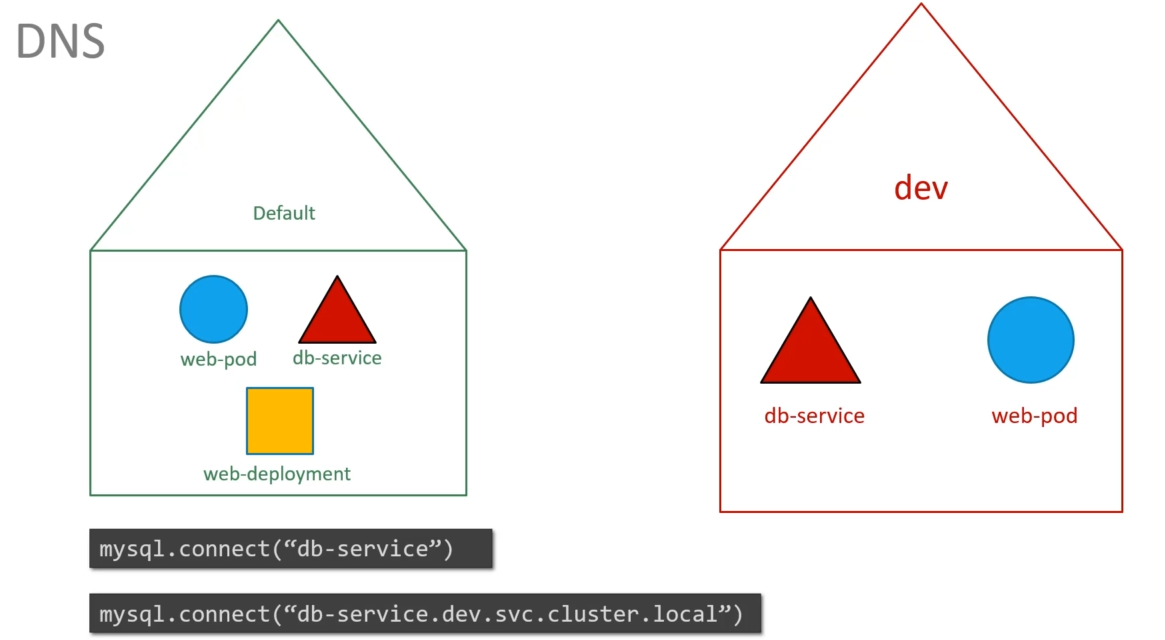 DNS
Default
dev
web-pod
db-service
web-deployment
db-service
web-pod
mysql.connect(“db-service”)
mysql.connect(“db-service.dev.svc.cluster.local”)